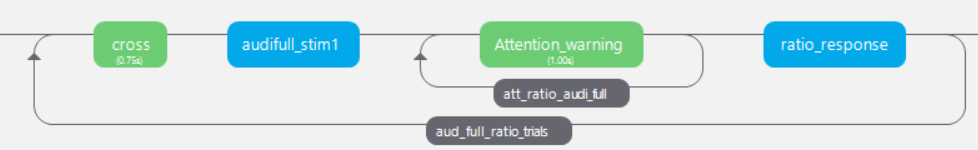 cross
(0.75s)
audifull_stim1
Attention_warning
(1.00s)
ratio_response
att_ratio_audi_full
aud_full_ratio_trials